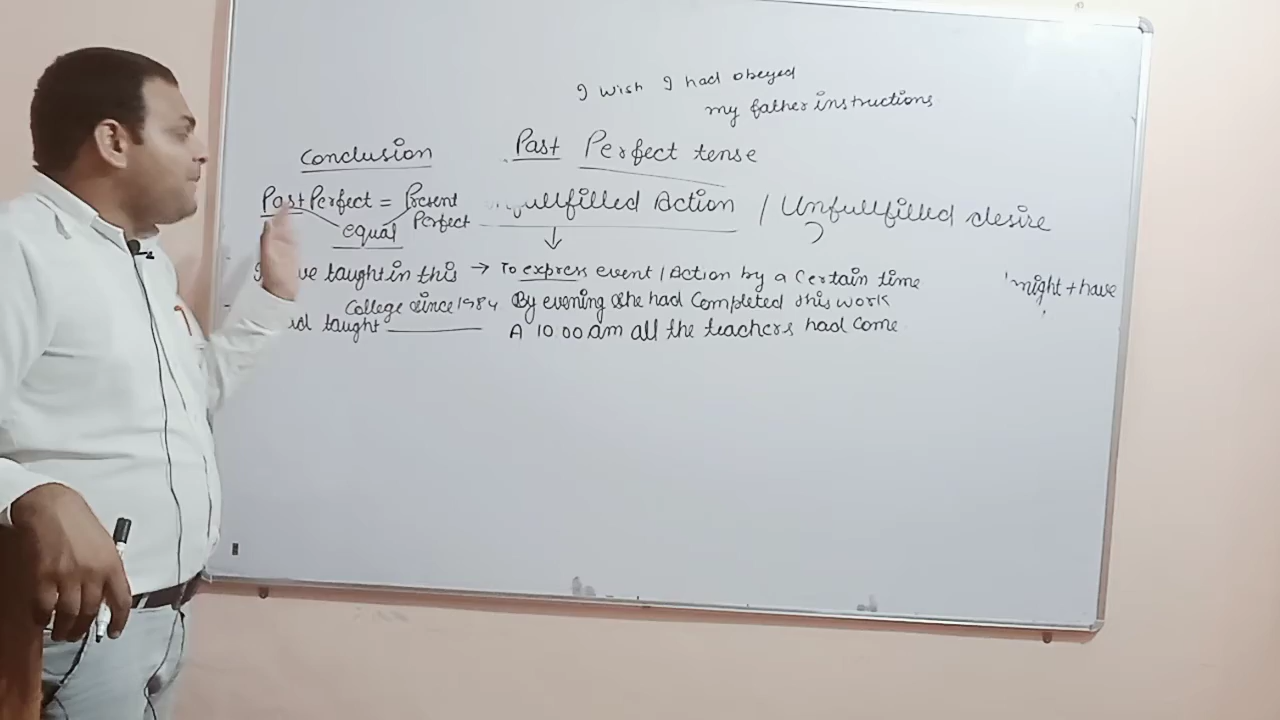 I wish I had obeyed
my father instructions
Past Perfect tense
Conclusion
Past Perfect = Present
Perfect
equal
Action / Unfullfilled desire
taught in this
College since 1984
taught
→ To express event / Action by a Certain time
By evening she had Completed this work
A 10.00 am all the teachers had come
might + have